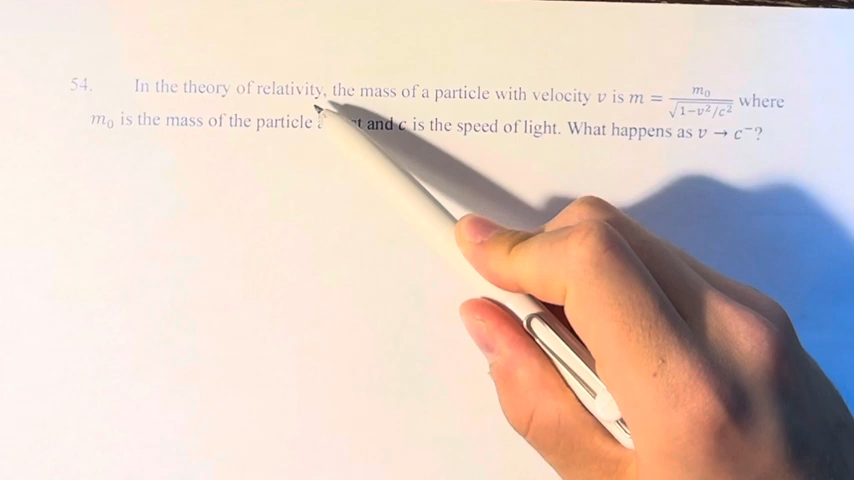 54. In the theory of relativity, the mass of a particle with velocity v is m = m₀/√(1−v²/c²) where
m₀ is the mass of the particle and c is the speed of light. What happens as v → c⁻?